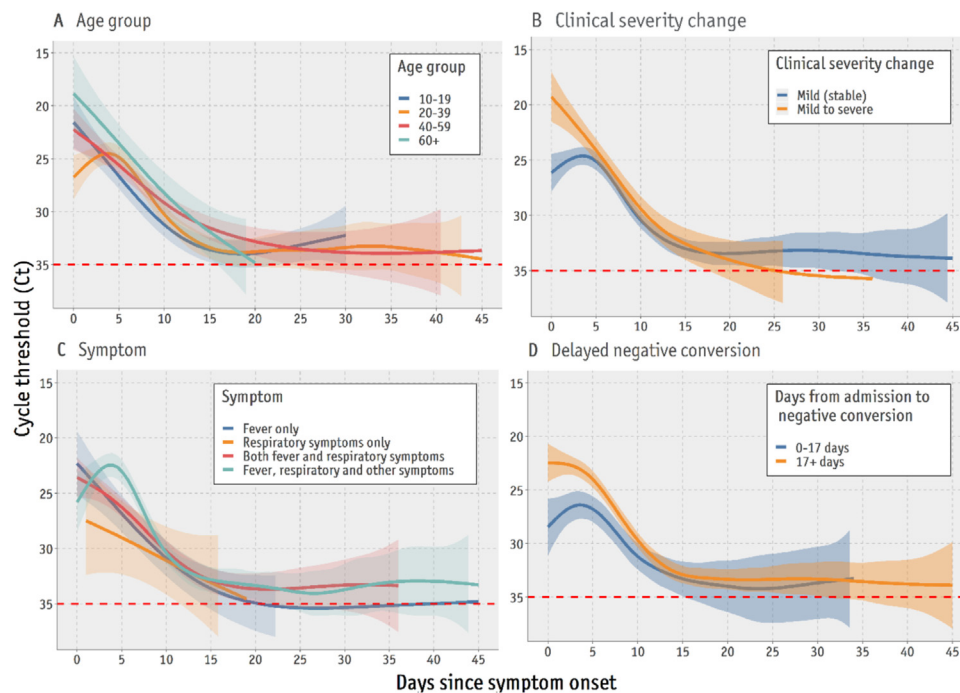 A Age group
15
20
25
30
35
0 5 10 15 20 25 30 35 40 45
Age group
10-19
20-39
40-59
60+
B Clinical severity change
15
20
25
30
35
0 5 10 15 20 25 30 35 40 45
Clinical severity change
Mild (stable)
Mild to severe
Cycle threshold (Ct)
C Symptom
15
20
25
30
35
0 5 10 15 20 25 30 35 40 45
Symptom
Fever only
Respiratory symptoms only
Both fever and respiratory symptoms
Fever, respiratory and other symptoms
D Delayed negative conversion
15
20
25
30
35
0 5 10 15 20 25 30 35 40 45
Days from admission to
negative conversion
0-17 days
17+ days
Days since symptom onset